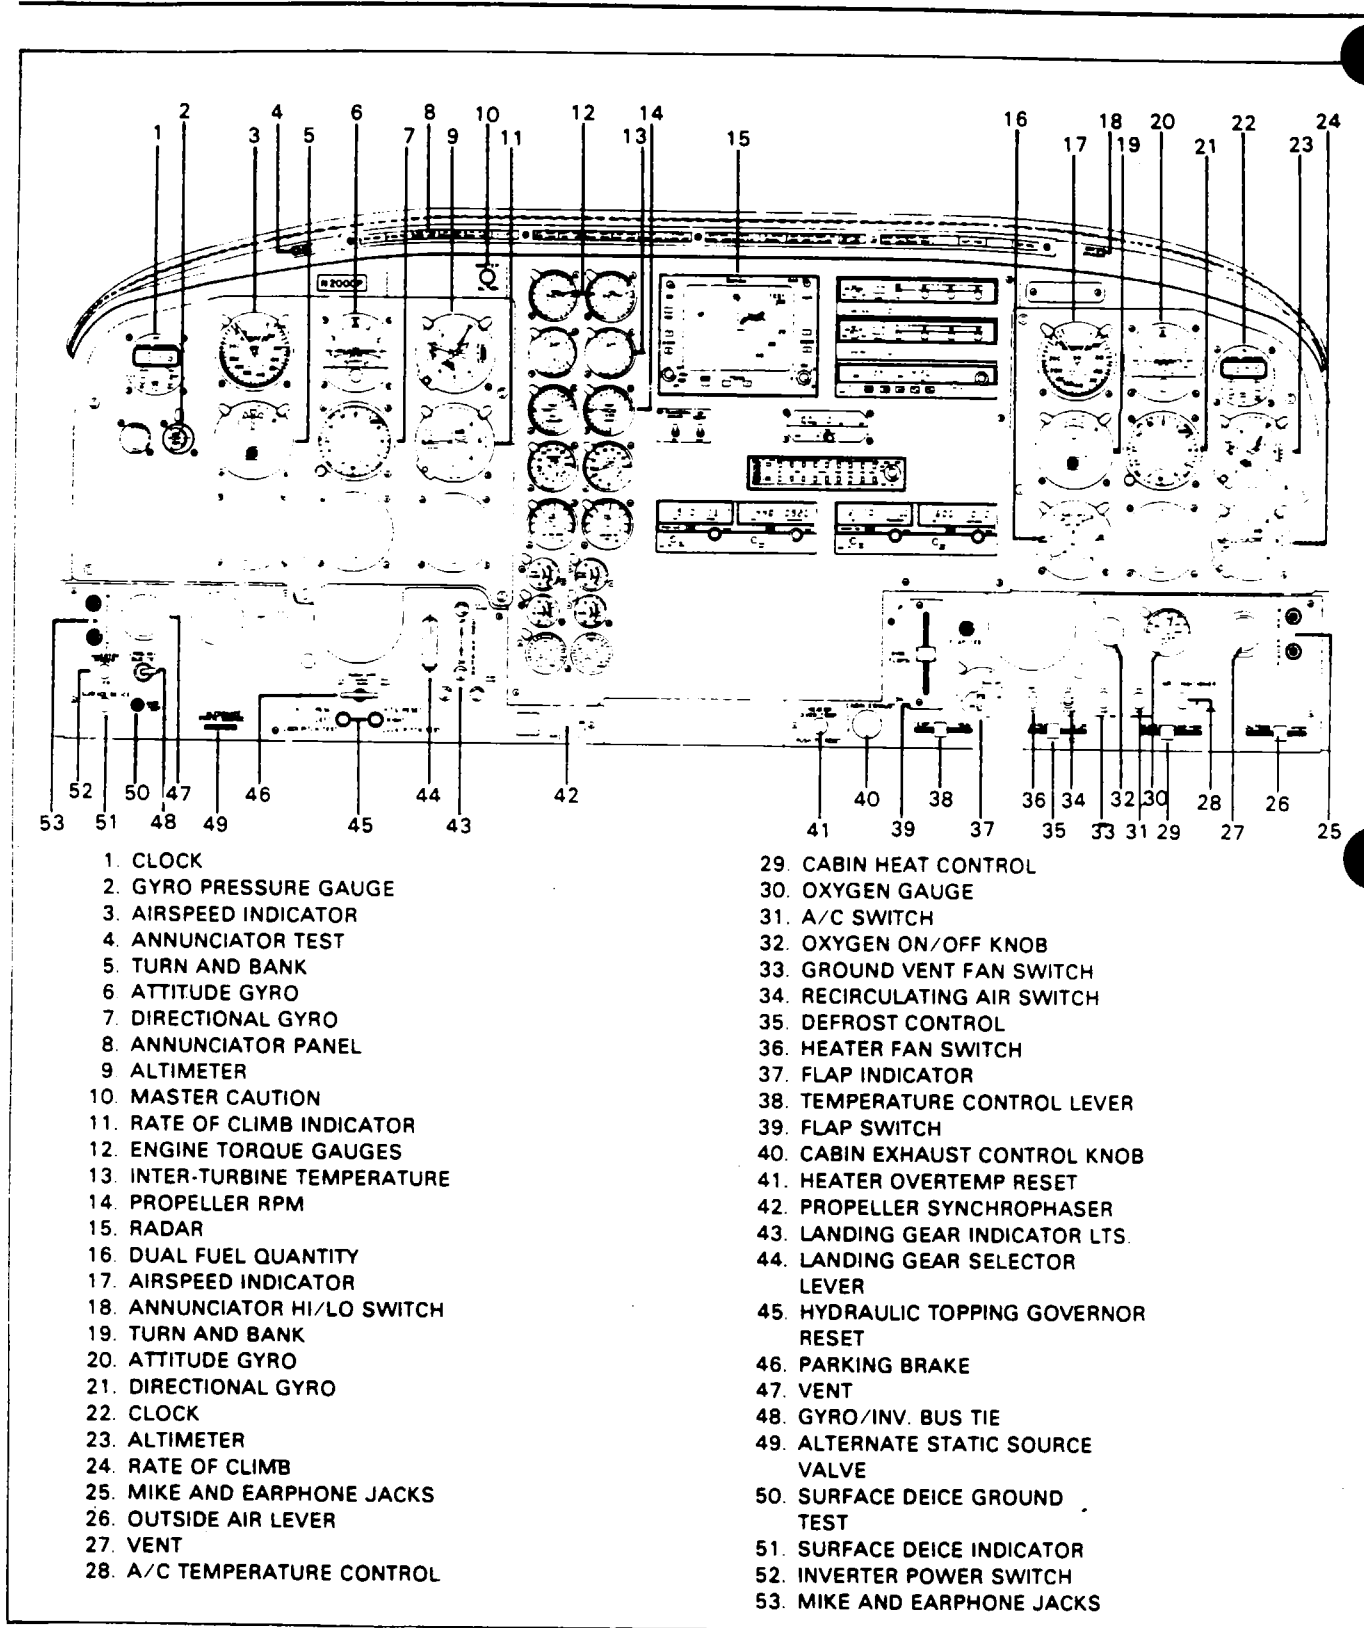 2
4 6 8 10 12 14
1 3 5 7 9 11 13 15
16 18 20 22 24
17 19 21 23
N2000P
52 50 47 46 44 42 40 38 36 34 32 30 28 26
53 51 48 49 45 43 41 39 37 35 33 31 29 27 25
1. CLOCK
2. GYRO PRESSURE GAUGE
3. AIRSPEED INDICATOR
4. ANNUNCIATOR TEST
5. TURN AND BANK
6. ATTITUDE GYRO
7. DIRECTIONAL GYRO
8. ANNUNCIATOR PANEL
9. ALTIMETER
10. MASTER CAUTION
11. RATE OF CLIMB INDICATOR
12. ENGINE TORQUE GAUGES
13. INTER-TURBINE TEMPERATURE
14. PROPELLER RPM
15. RADAR
16. DUAL FUEL QUANTITY
17. AIRSPEED INDICATOR
18. ANNUNCIATOR HI/LO SWITCH
19. TURN AND BANK
20. ATTITUDE GYRO
21. DIRECTIONAL GYRO
22. CLOCK
23. ALTIMETER
24. RATE OF CLIMB
25. MIKE AND EARPHONE JACKS
26. OUTSIDE AIR LEVER
27. VENT
28. A/C TEMPERATURE CONTROL
29. CABIN HEAT CONTROL
30. OXYGEN GAUGE
31. A/C SWITCH
32. OXYGEN ON/OFF KNOB
33. GROUND VENT FAN SWITCH
34. RECIRCULATING AIR SWITCH
35. DEFROST CONTROL
36. HEATER FAN SWITCH
37. FLAP INDICATOR
38. TEMPERATURE CONTROL LEVER
39. FLAP SWITCH
40. CABIN EXHAUST CONTROL KNOB
41. HEATER OVERTEMP RESET
42. PROPELLER SYNCHROPHASER
43. LANDING GEAR INDICATOR LTS.
44. LANDING GEAR SELECTOR
LEVER
45. HYDRAULIC TOPPING GOVERNOR
RESET
46. PARKING BRAKE
47. VENT
48. GYRO/INV. BUS TIE
49. ALTERNATE STATIC SOURCE
VALVE
50. SURFACE DEICE GROUND
TEST
51. SURFACE DEICE INDICATOR
52. INVERTER POWER SWITCH
53. MIKE AND EARPHONE JACKS